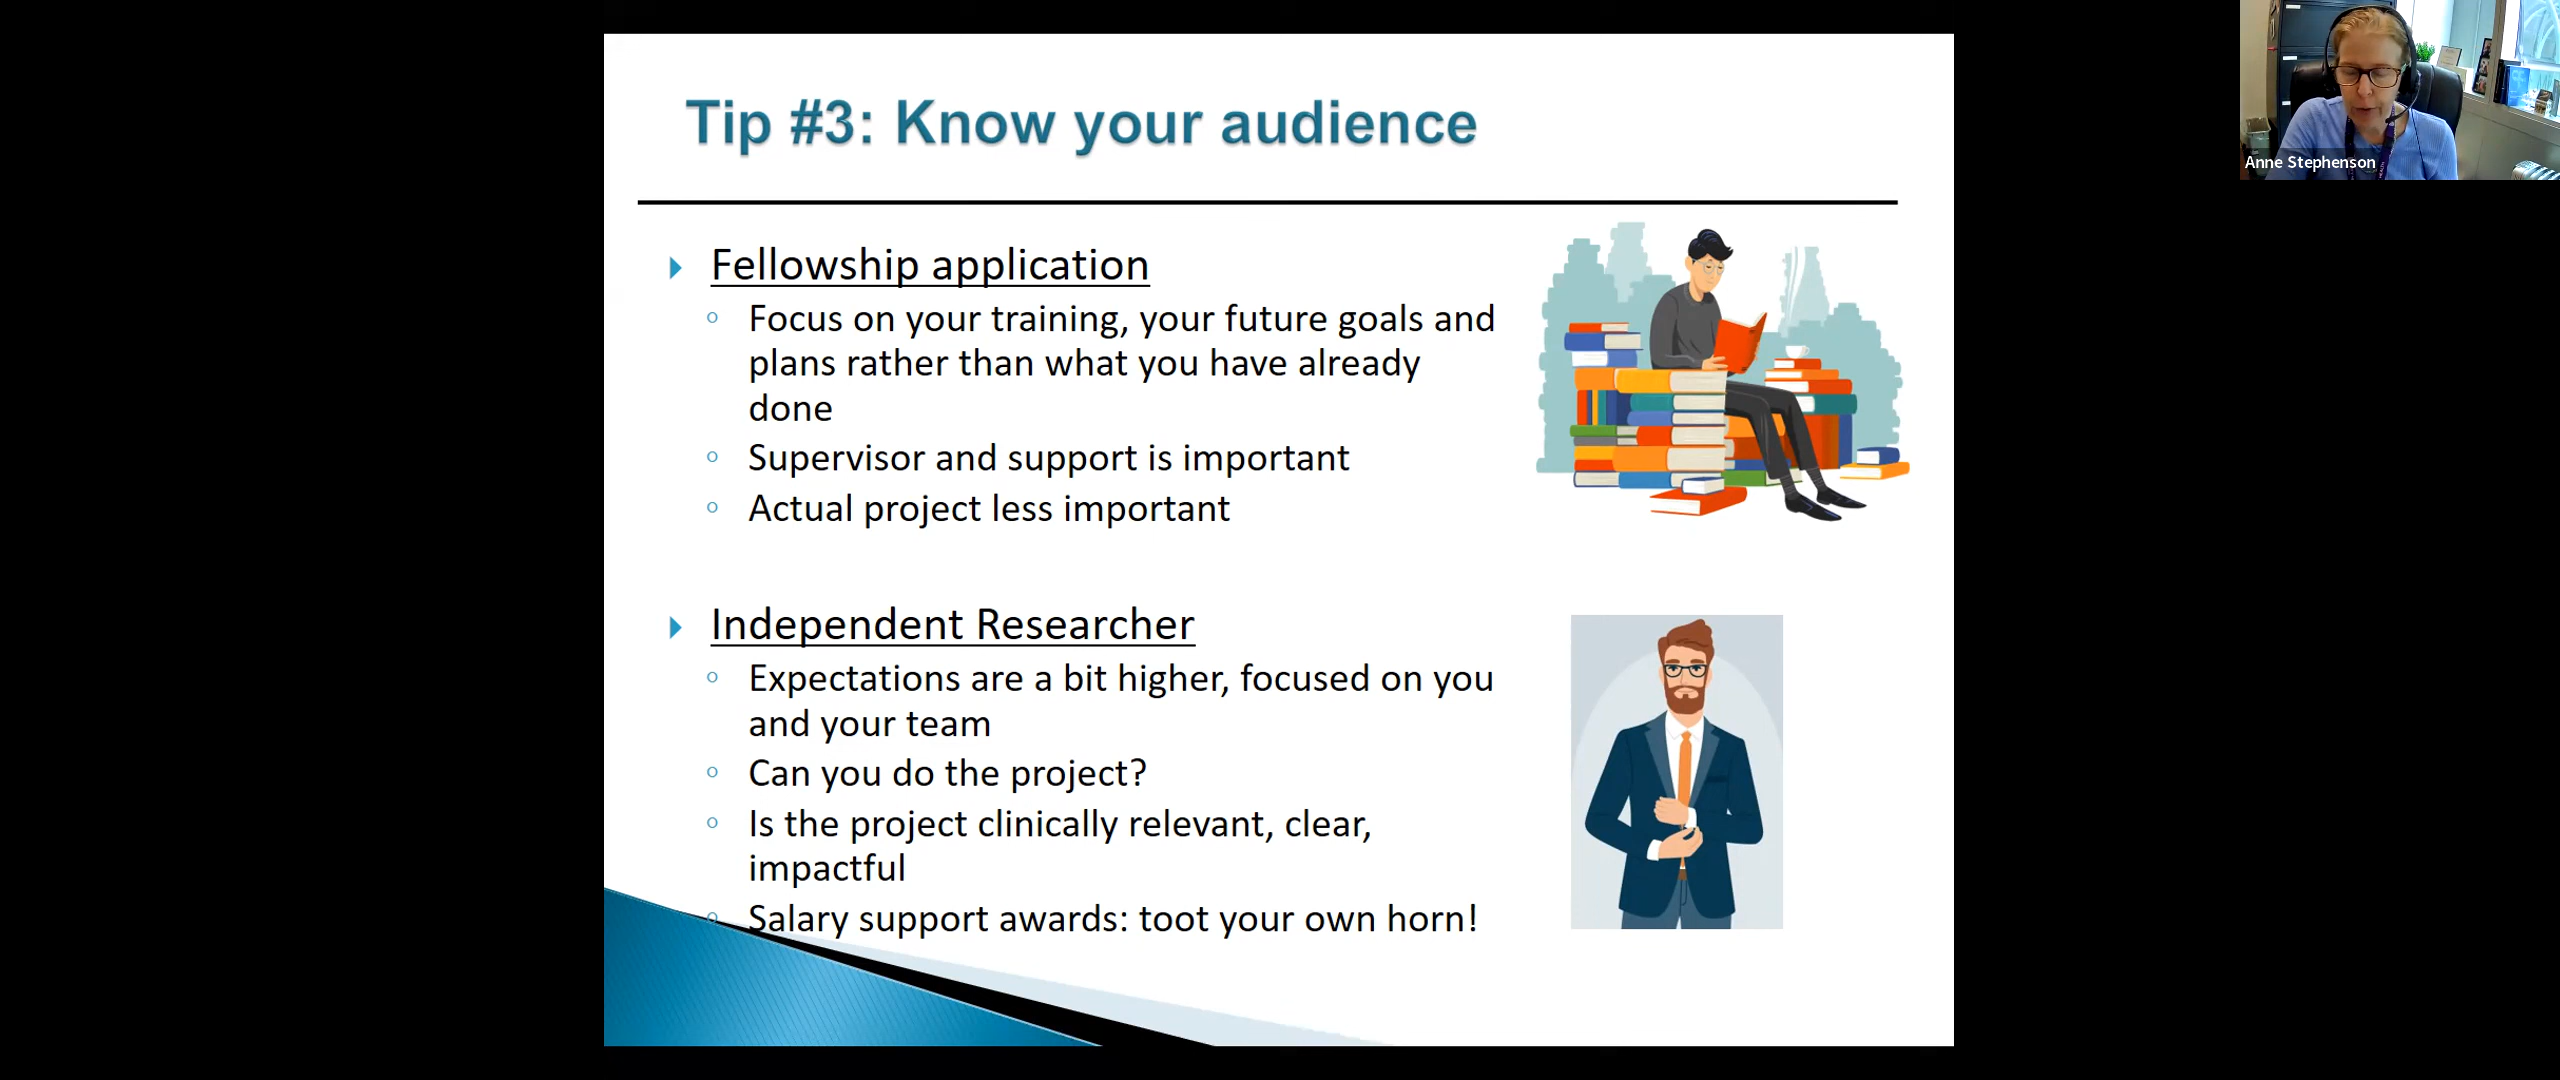 Tip #3: Know your audience
Fellowship application
Focus on your training, your future goals and
plans rather than what you have already
done
Supervisor and support is important
Actual project less important
Independent Researcher
Expectations are a bit higher, focused on you
and your team
Can you do the project?
Is the project clinically relevant, clear,
impactful
Salary support awards: toot your own horn!
Anne Stephenson